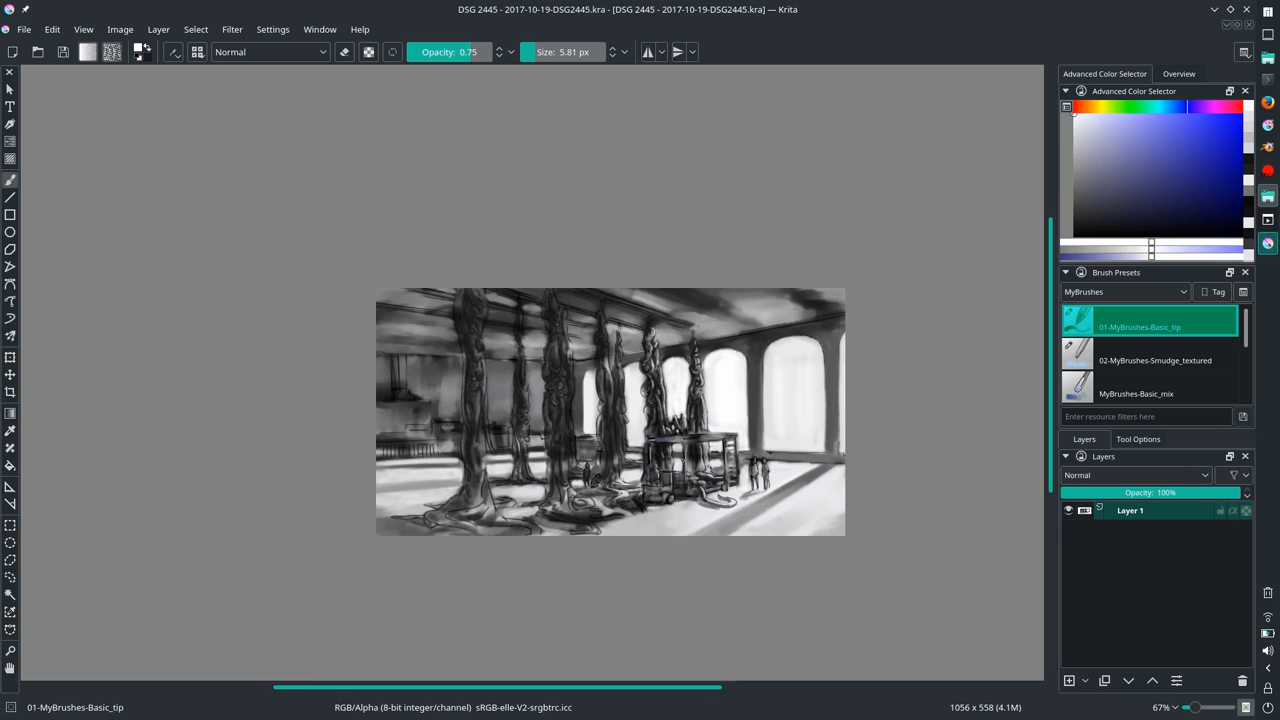 DSG 2445 - 2017-10-19-DSG2445.kra - [DSG 2445 - 2017-10-19-DSG2445.kra] — Krita
File Edit View Image Layer Select Filter Settings Window Help
Normal Opacity: 0.75 Size: 5.81 px
Advanced Color Selector Overview
Advanced Color Selector
Brush Presets
MyBrushes Tag
01-MyBrushes-Basic_tip
02-MyBrushes-Smudge_textured
MyBrushes-Basic_mix
Enter resource filters here
Layers Tool Options
Layers
Normal
Opacity: 100%
Layer 1
01-MyBrushes-Basic_tip RGB/Alpha (8-bit integer/channel) sRGB-elle-V2-srgbtrc.icc 1056 x 558 (4.1M) 67%